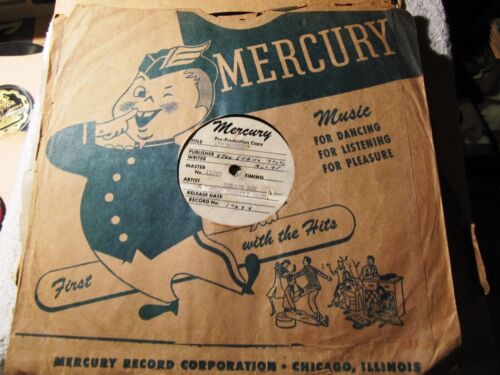 MERCURY
Music
FOR DANCING
FOR LISTENING
FOR PLEASURE
Mercury
Pre-Production Copy
TITLE
PUBLISHER
WRITER
MASTER
No.
TIMING
ARTIST
RELEASE DATE
RECORD No.
First
with the Hits
MERCURY RECORD CORPORATION • CHICAGO, ILLINOIS